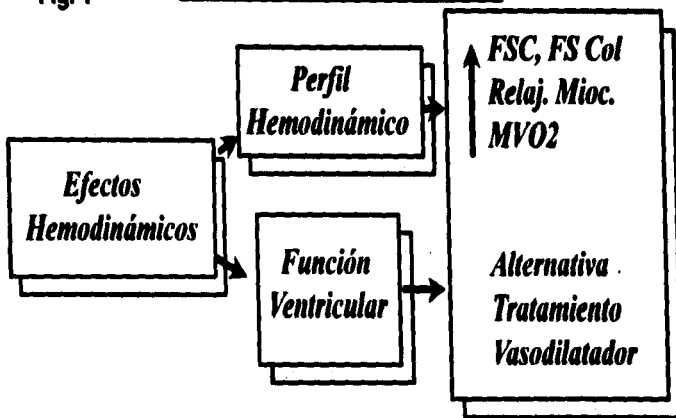 Efectos
Hemodinámicos
Perfil
Hemodinámico
Función
Ventricular
FSC, FS Col
Relaj. Mioc.
MVO2
Alternativa
Tratamiento
Vasodilatador